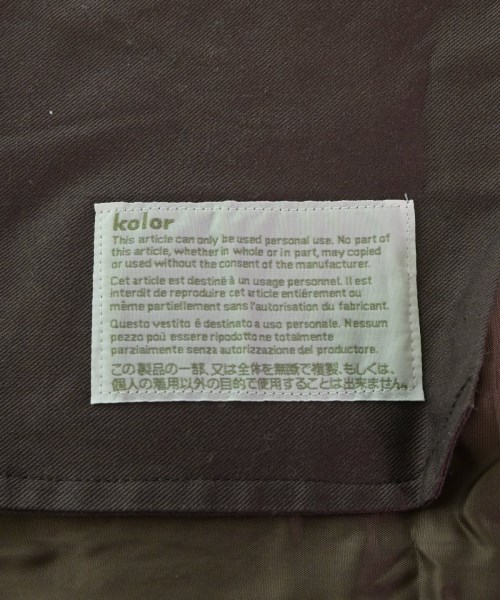 kolor
This article can only be used personal use. No part of
this article, whether in whole or in part, may copied
or used without the consent of the manufacturer.
Cet article est destiné à un usage personnel. Il est
interdit de reproduire cet article entiérement ou
même partiellement sans l'autorisation du fabricant.
Questo vestito é destinato a uso personale. Nessum
pezzo poù essere ripodotto ne totalmente
parziaimente senza autorizzazione del productore.
この製品の一部、又は全体を無断で複製、もしくは、
個人の着用以外の目的で使用することは出来ません。